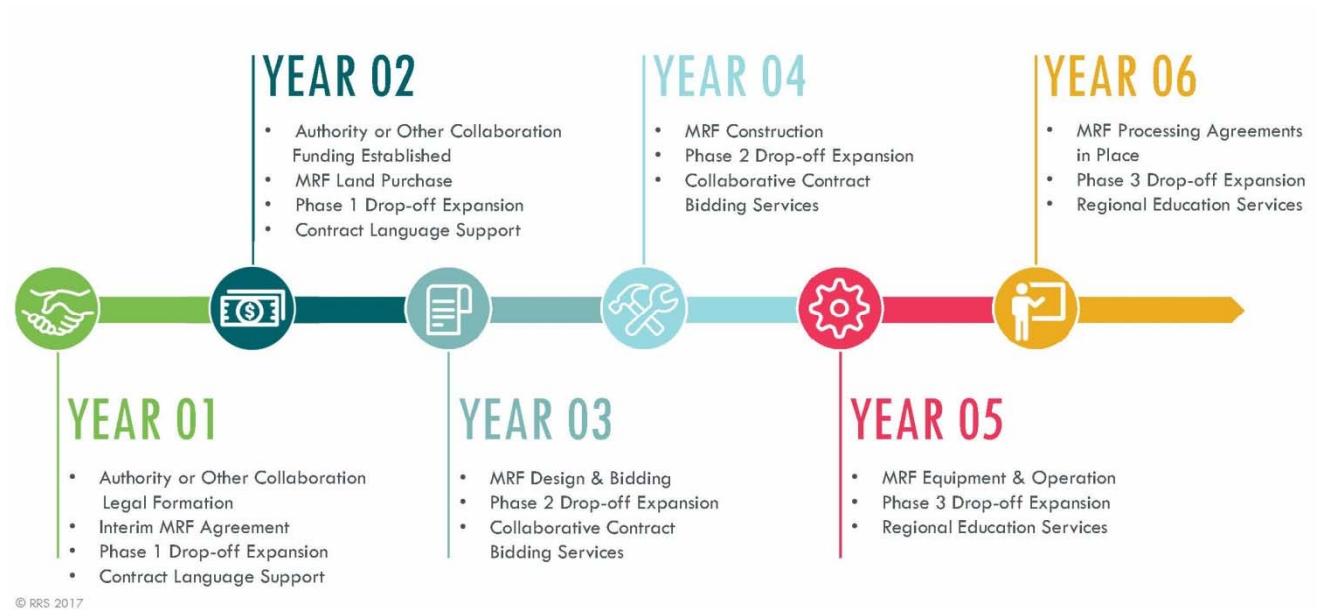 YEAR 02
• Authority or Other Collaboration
Funding Established
• MRF Land Purchase
• Phase 1 Drop-off Expansion
• Contract Language Support
YEAR 04
• MRF Construction
• Phase 2 Drop-off Expansion
• Collaborative Contract
Bidding Services
YEAR 06
• MRF Processing Agreements
in Place
• Phase 3 Drop-off Expansion
• Regional Education Services
$
YEAR 01
• Authority or Other Collaboration
Legal Formation
• Interim MRF Agreement
• Phase 1 Drop-off Expansion
• Contract Language Support
YEAR 03
• MRF Design & Bidding
• Phase 2 Drop-off Expansion
• Collaborative Contract
Bidding Services
YEAR 05
• MRF Equipment & Operation
• Phase 3 Drop-off Expansion
• Regional Education Services
© RRS 2017